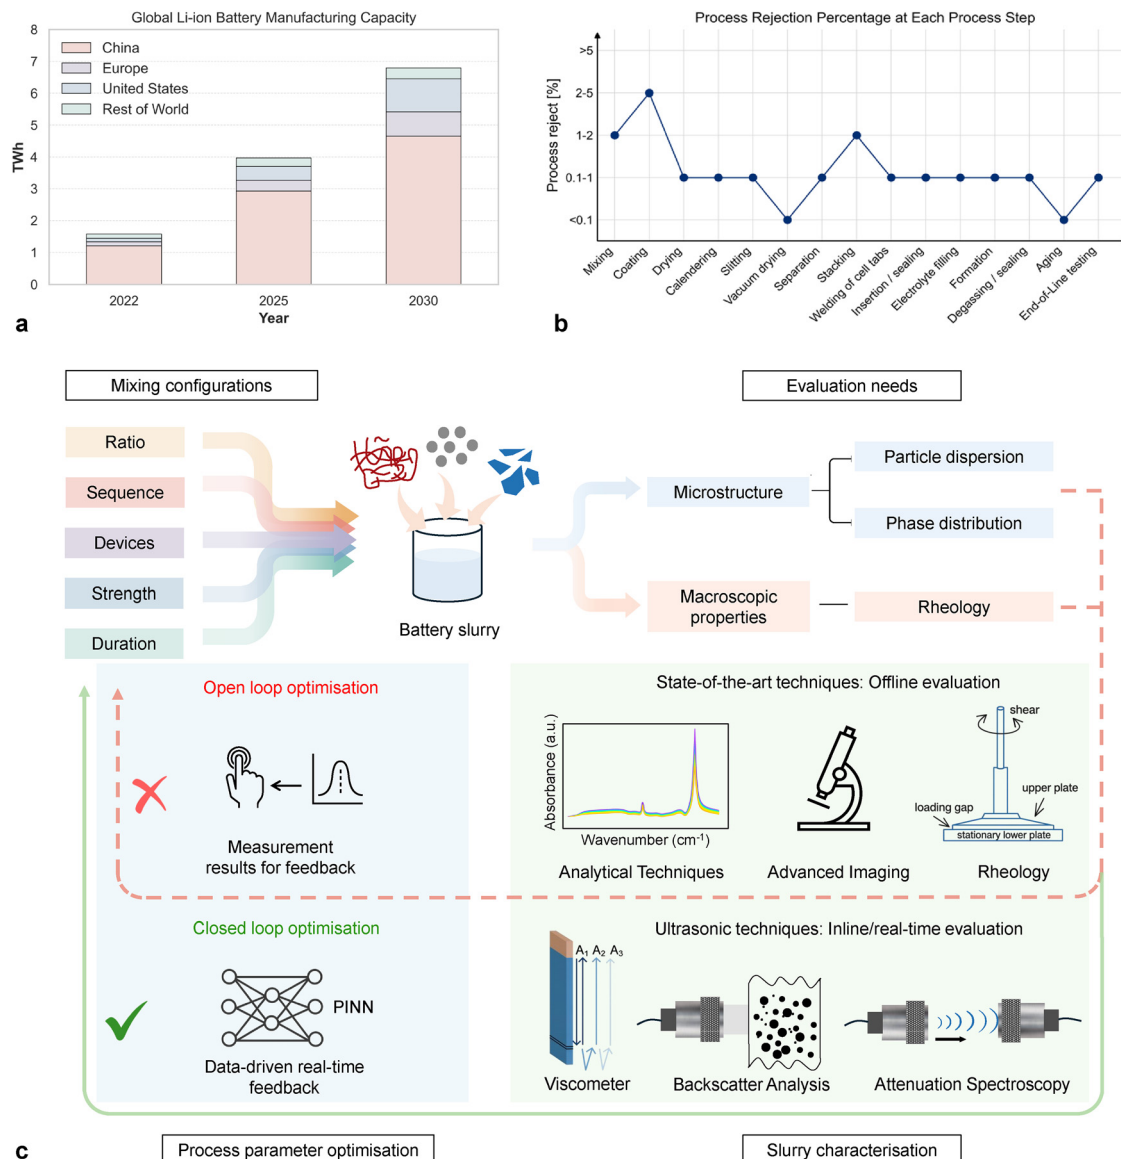 Global Li-ion Battery Manufacturing Capacity
TWh
8
7
6
5
4
3
2
1
0
China
Europe
United States
Rest of World
2022
2025
2030
Year
a
Process Rejection Percentage at Each Process Step
Process reject [%]
>5
2-5
1-2
0.1-1
<0.1
Mixing
Coating
Drying
Calendering
Slitting
Vacuum drying
Separation
Stacking
Welding of cell tabs
Insertion / sealing
Electrolyte filling
Formation
Degassing / sealing
Aging
End-of-Line testing
b
Mixing configurations
Ratio
Sequence
Devices
Strength
Duration
Battery slurry
Evaluation needs
Microstructure
Particle dispersion
Phase distribution
Macroscopic
properties
Rheology
Open loop optimisation
Measurement
results for feedback
Closed loop optimisation
PINN
Data-driven real-time
feedback
State-of-the-art techniques: Offline evaluation
Absorbance (a.u.)
Wavenumber (cm⁻¹)
Analytical Techniques
Advanced Imaging
shear
loading gap
upper plate
stationary lower plate
Rheology
Ultrasonic techniques: Inline/real-time evaluation
A₁ A₂ A₃
Viscometer
Backscatter Analysis
Attenuation Spectroscopy
c
Process parameter optimisation
Slurry characterisation